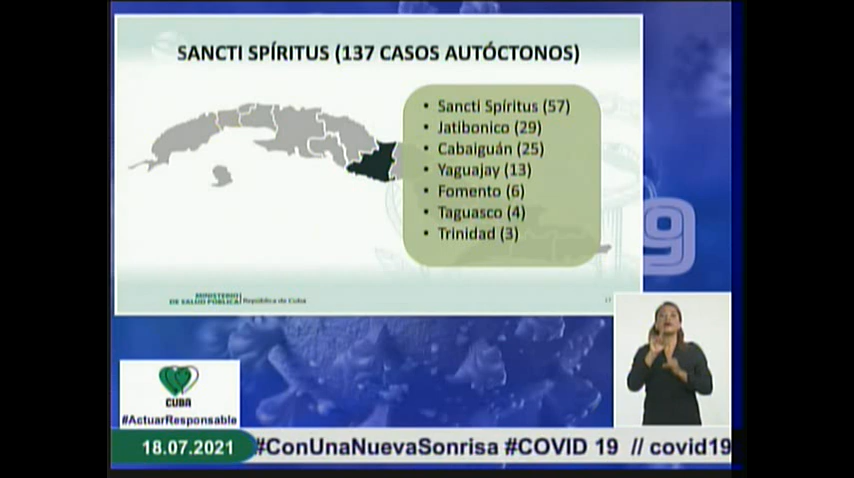 SANCTI SPÍRITUS (137 CASOS AUTÓCTONOS)
• Sancti Spíritus (57)
• Jatibonico (29)
• Cabaiguán (25)
• Yaguajay (13)
• Fomento (6)
• Taguasco (4)
• Trinidad (3)
MINISTERIO
DE SALUD PÚBLICA República de Cuba
9
CUBA
#ActuarResponsable
18.07.2021 #ConUnaNuevaSonrisa #COVID 19 // covid19